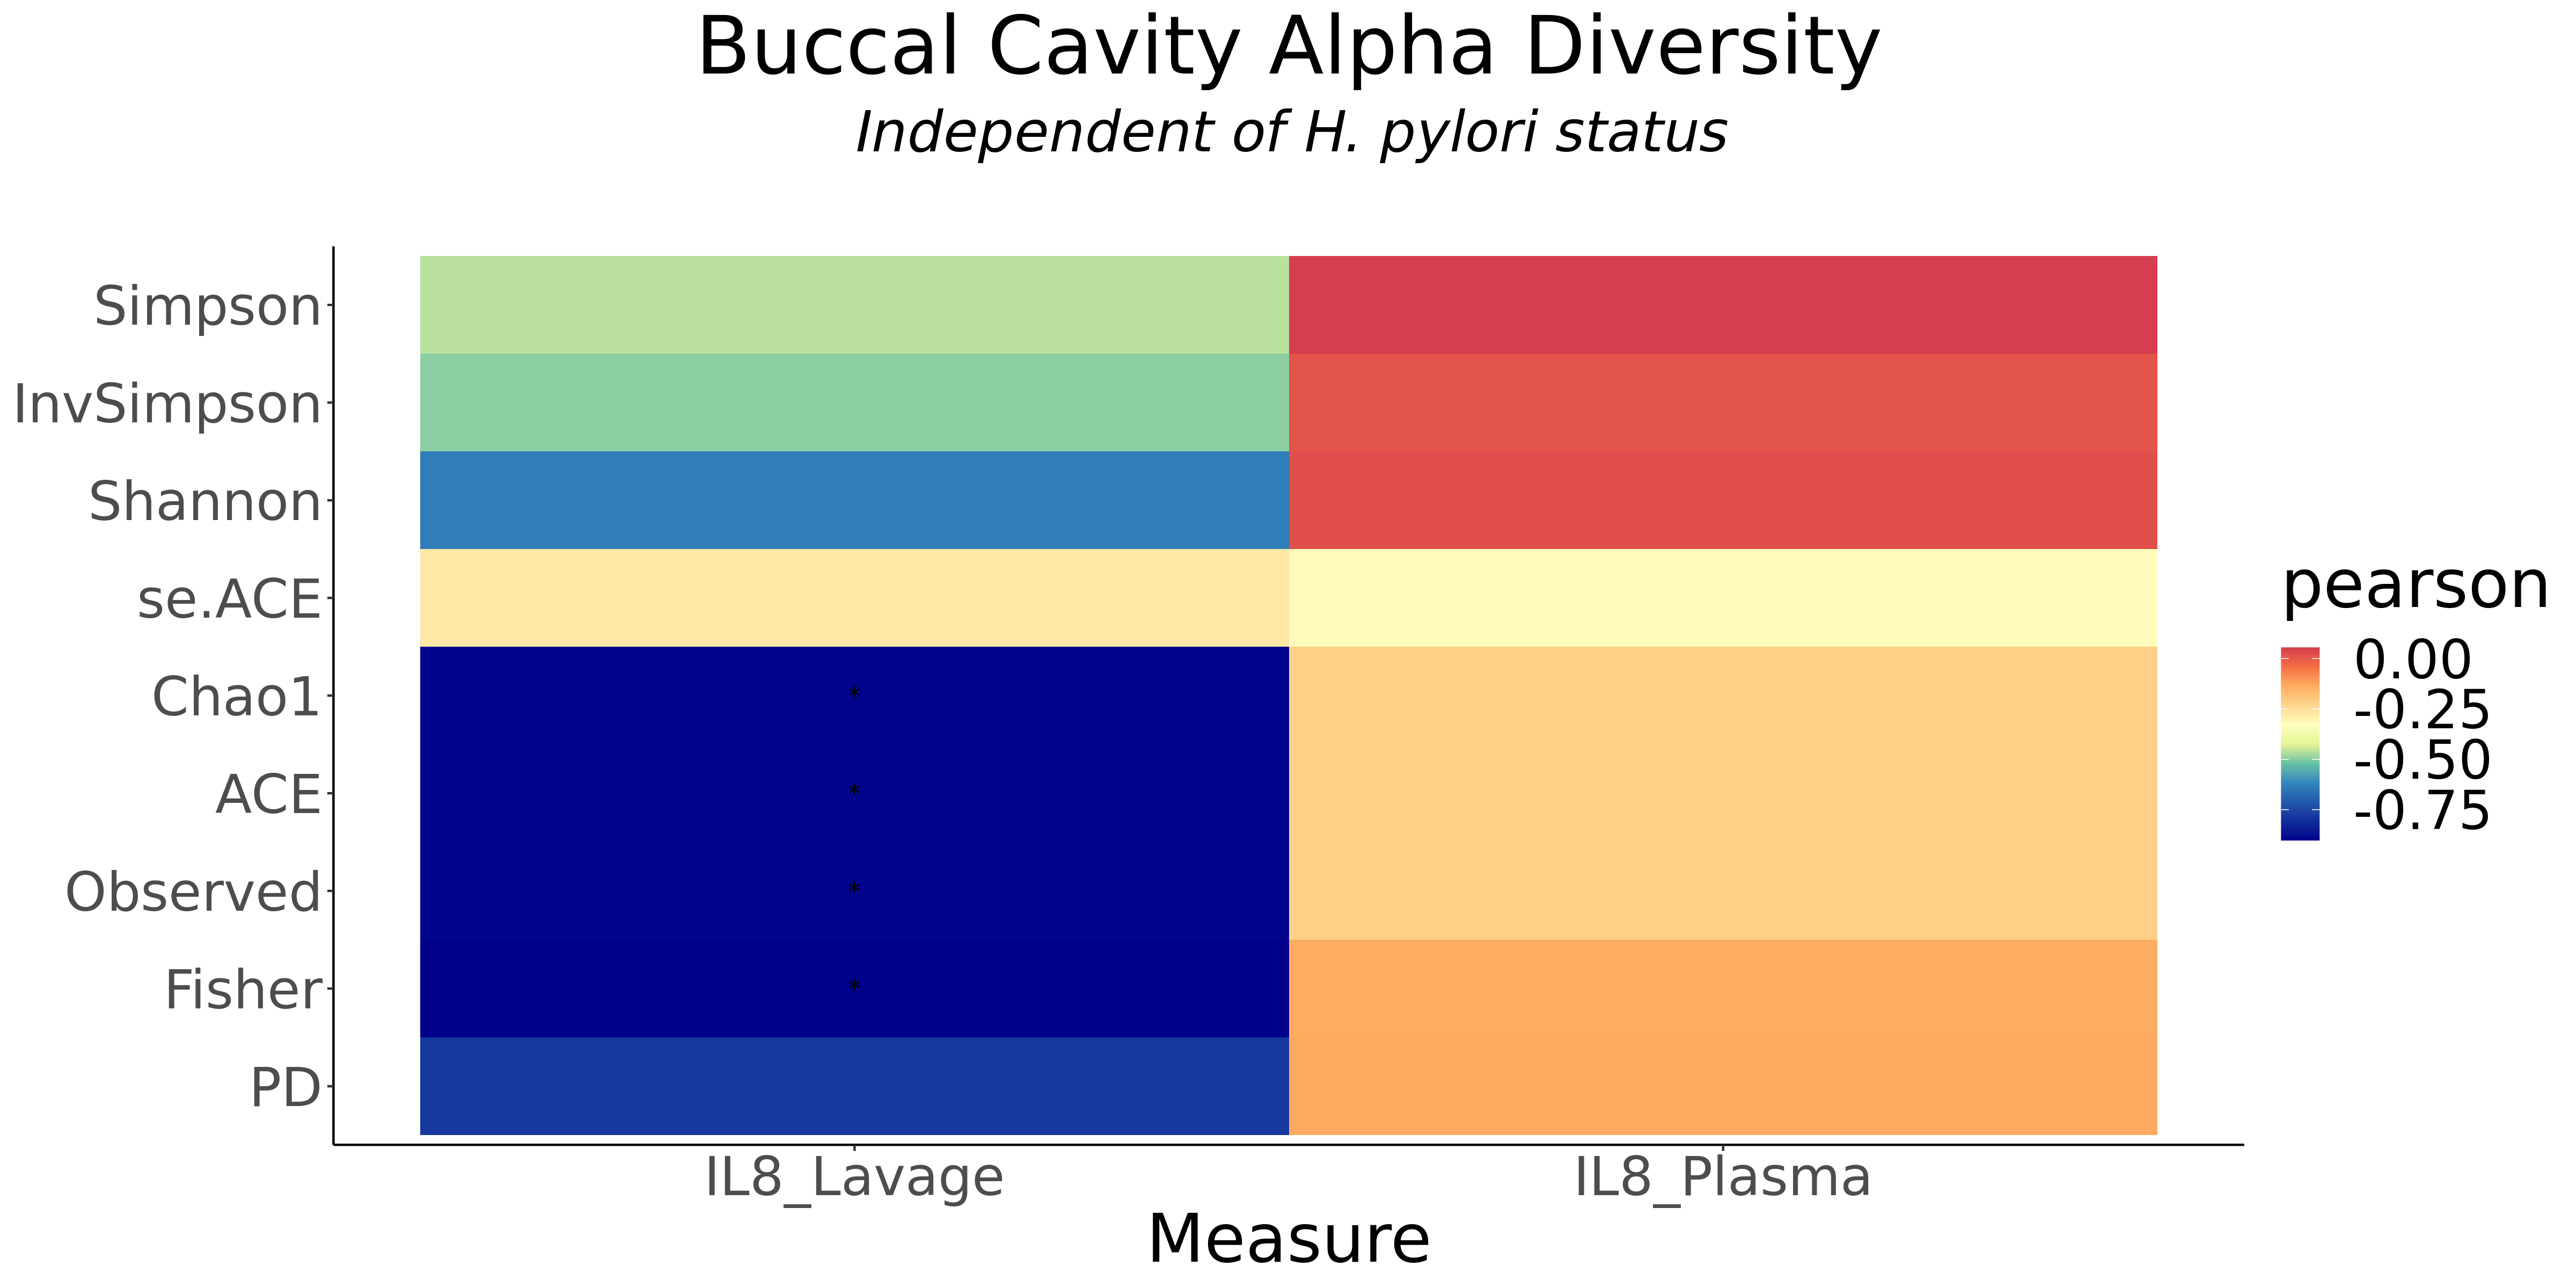 Buccal Cavity Alpha Diversity
Independent of H. pylori status
Simpson
InvSimpson
Shannon
se.ACE
Chao1
*
ACE
*
Observed
*
Fisher
*
PD
IL8_Lavage
IL8_Plasma
Measure
pearson
0.00
-0.25
-0.50
-0.75